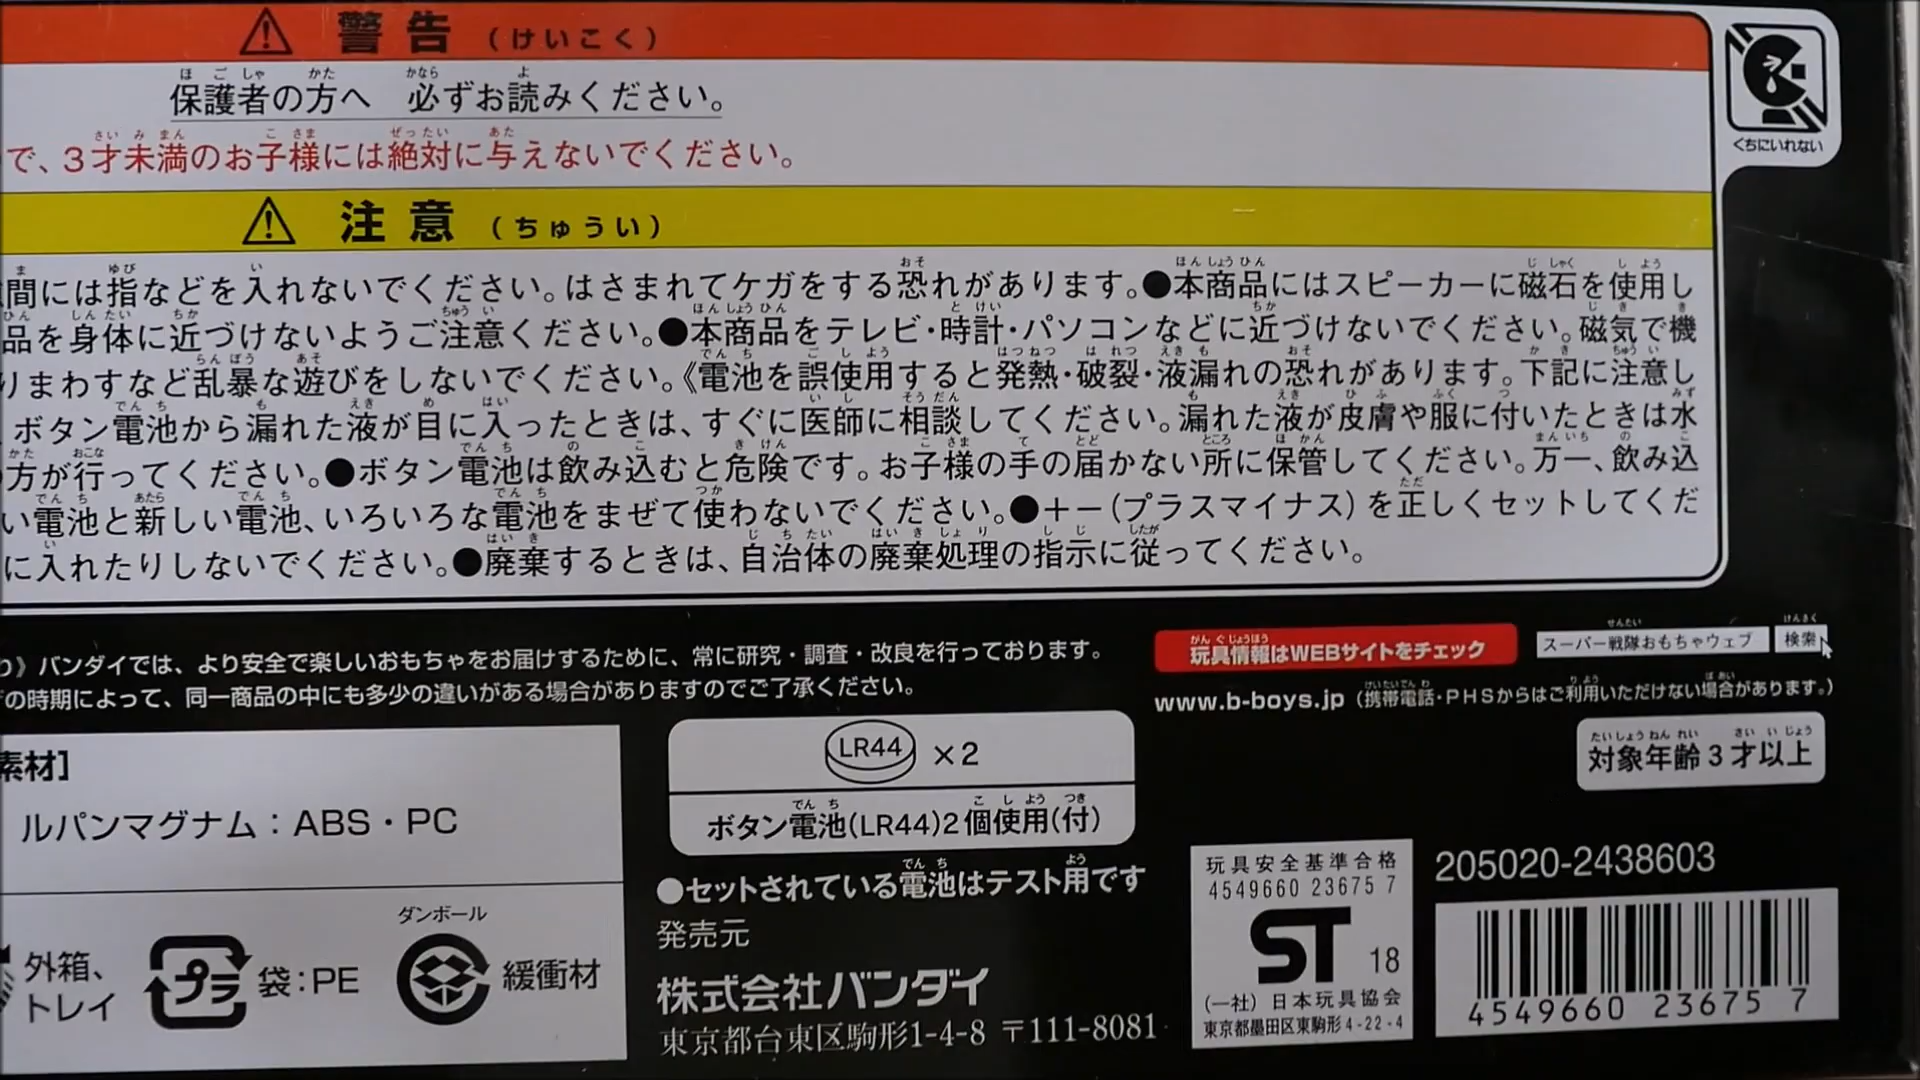 警告（けいこく）
保護者の方へ 必ずお読みください。
で、3才未満のお子様には絶対に与えないでください。
くちにいれない
注意（ちゅうい）
間には指などを入れないでください。はさまれてケガをする恐れがあります。●本商品にはスピーカーに磁石を使用し
品を身体に近づけないようご注意ください。●本商品をテレビ・時計・パソコンなどに近づけないでください。磁気で機
りまわすなど乱暴な遊びをしないでください。《電池を誤使用すると発熱・破裂・液漏れの恐れがあります。下記に注意し
ボタン電池から漏れた液が目に入ったときは、すぐに医師に相談してください。漏れた液が皮膚や服に付いたときは水
方が行ってください。●ボタン電池は飲み込むと危険です。お子様の手の届かない所に保管してください。万一、飲み込
い電池と新しい電池、いろいろな電池をまぜて使わないでください。●＋－（プラスマイナス）を正しくセットしてくだ
に入れたりしないでください。●廃棄するときは、自治体の廃棄処理の指示に従ってください。
》バンダイでは、より安全で楽しいおもちゃをお届けするために、常に研究・調査・改良を行っております。
の時期によって、同一商品の中にも多少の違いがある場合がありますのでご了承ください。
玩具情報はWEBサイトをチェック
スーパー戦隊おもちゃウェブ 検索
www.b-boys.jp（携帯電話・PHSからはご利用いただけない場合があります。）
対象年齢3才以上
素材］
ルパンマグナム：ABS・PC
LR44 ×2
ボタン電池(LR44)2個使用(付)
●セットされている電池はテスト用です
発売元
株式会社バンダイ
東京都台東区駒形1-4-8 〒111-8081
外箱、
トレイ
プラ
袋：PE
ダンボール
緩衝材
玩具安全基準合格
4549660 23675 7
ST 18
（一社）日本玩具協会
東京都墨田区東駒形4-22-4
205020-2438603
4549660 23675 7